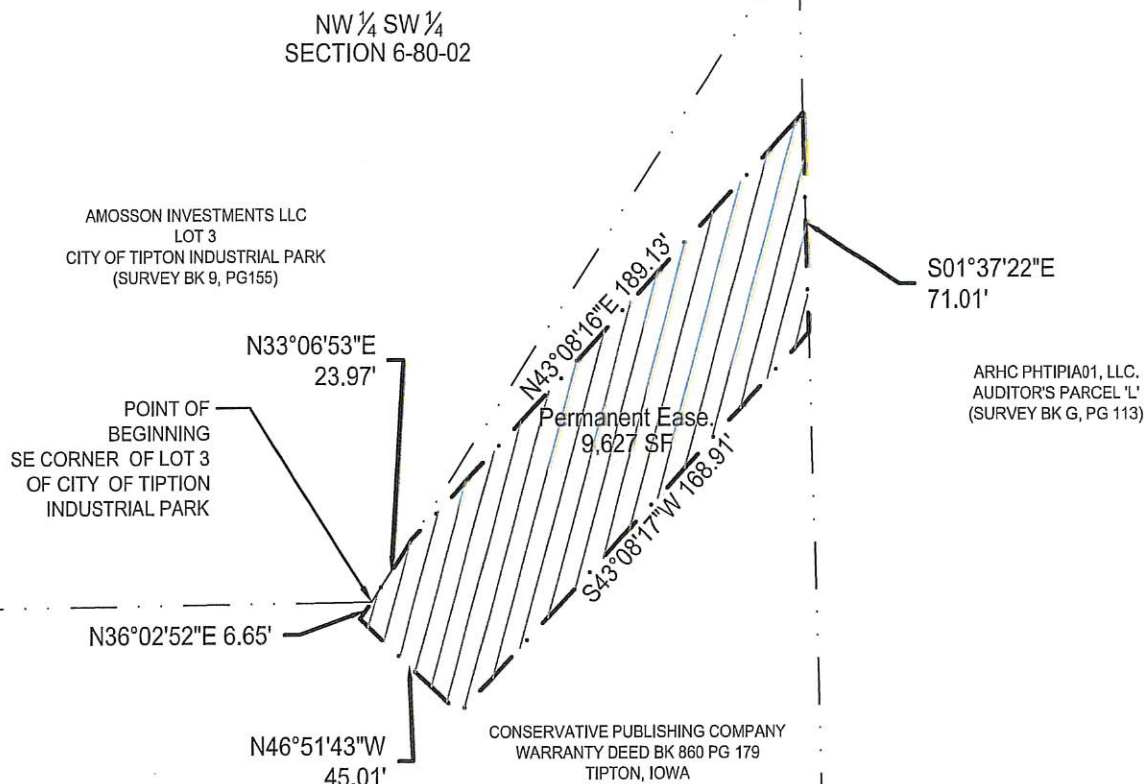 NW ¼ SW ¼
SECTION 6-80-02
AMOSSON INVESTMENTS LLC
LOT 3
CITY OF TIPTON INDUSTRIAL PARK
(SURVEY BK 9, PG155)
S01°37'22"E
71.01'
N43°08'16"E 189.13'
N33°06'53"E
23.97'
ARHC PHTIPIA01, LLC.
AUDITOR'S PARCEL 'L'
(SURVEY BK G, PG 113)
POINT OF
BEGINNING
SE CORNER OF LOT 3
OF CITY OF TIPTION
INDUSTRIAL PARK
Permanent Ease.
9,627 SF
S43°08'17"W 168.91'
N36°02'52"E 6.65'
N46°51'43"W
45.01'
CONSERVATIVE PUBLISHING COMPANY
WARRANTY DEED BK 860 PG 179
TIPTON, IOWA